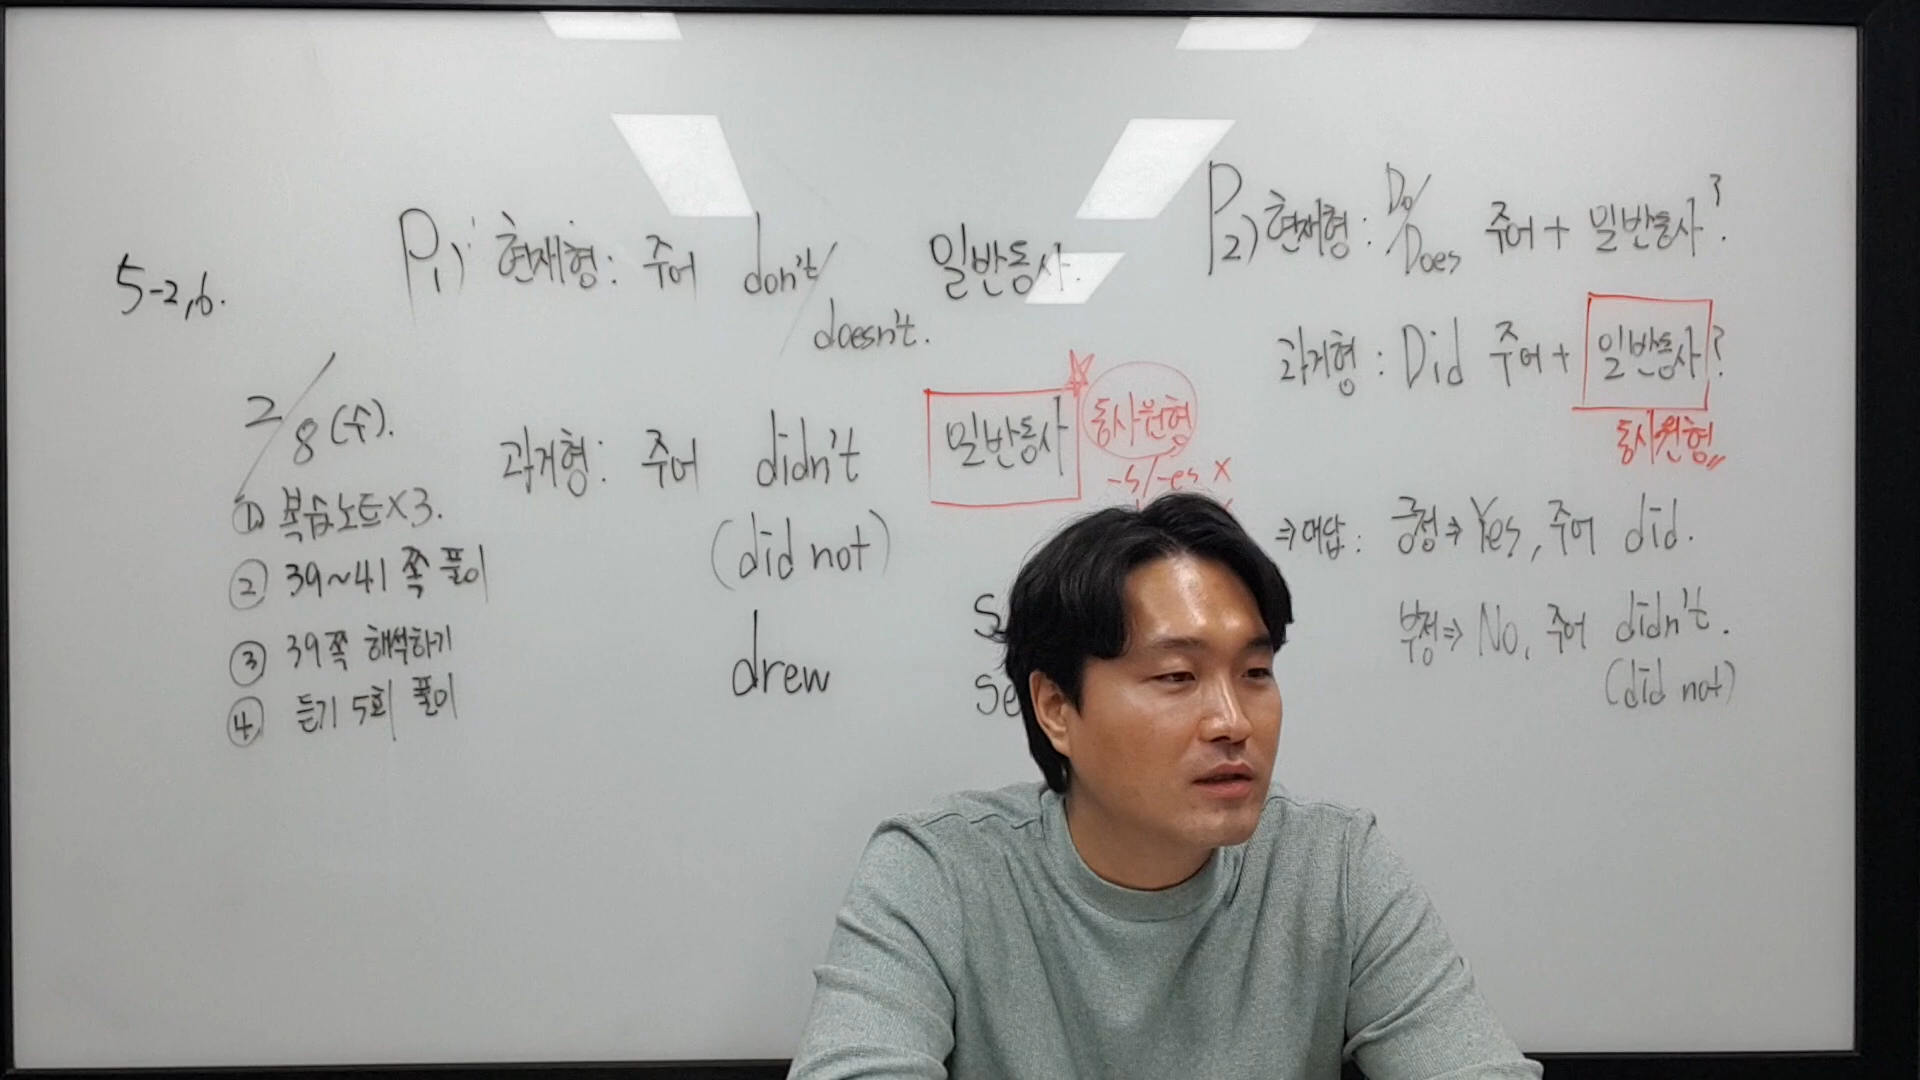 5-2,6.
2/8(수).
① 복습노트×3.
② 39~41 쪽 풀이
③ 39쪽 해석하기
④ 듣기 5회 풀이
P1) 현재형: 주어 don't/doesn't. 일반동사.
과거형: 주어 didn't 일반동사 동사원형
(did not) -s/-es X
drew
P2) 현재형: Do/Does 주어 + 일반동사?
과거형: Did 주어 + 일반동사?
동사원형
⇒대답: 긍정⇒Yes, 주어 did.
부정⇒ No, 주어 didn't.
(did not)